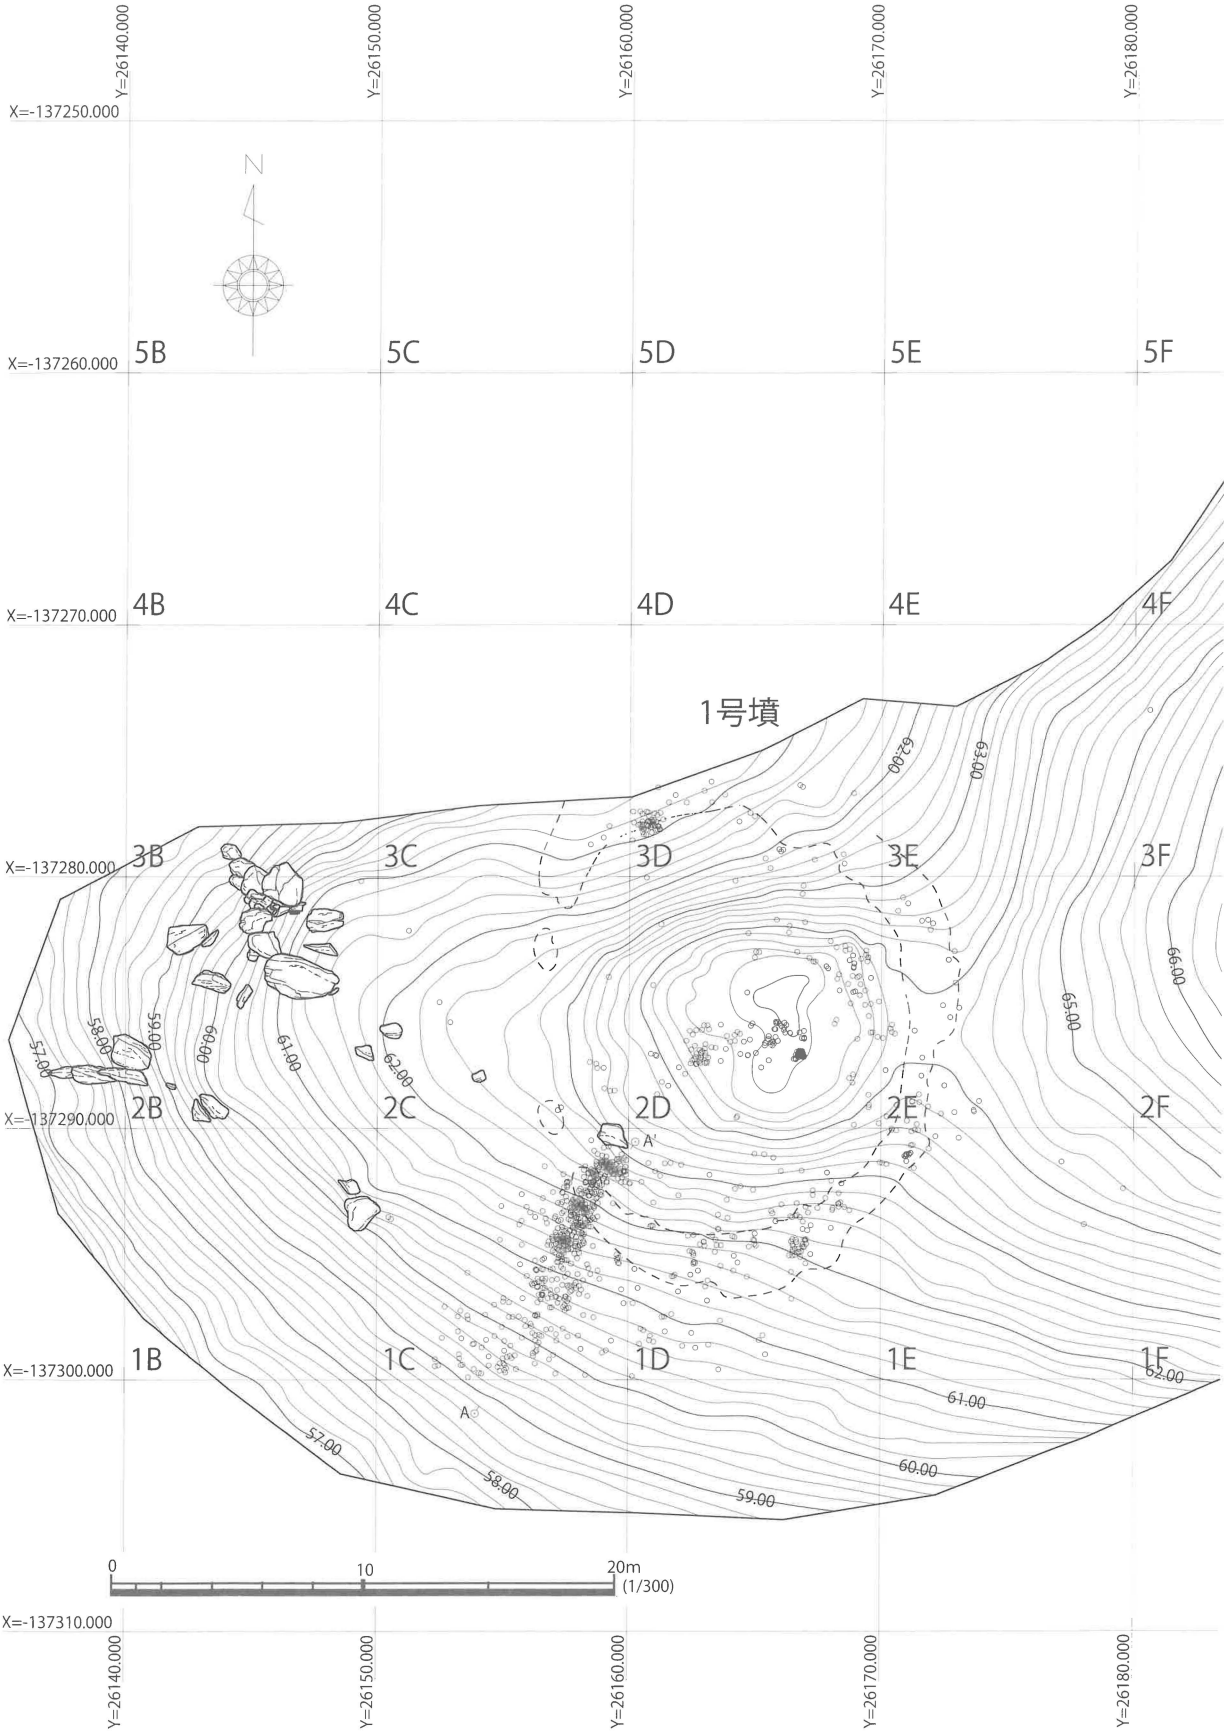 Y=26140.000
Y=26150.000
Y=26160.000
Y=26170.000
Y=26180.000
X=-137250.000
N
5B
5C
5D
5E
5F
X=-137260.000
4B
4C
4D
4E
4F
X=-137270.000
1号墳
62.00
63.00
3B
3C
3D
3E
3F
X=-137280.000
66.00
65.00
57.00
58.00
59.00
60.00
61.00
62.00
2B
2C
2D
2E
2F
X=-137290.000
A'
1B
1C
1D
1E
1F
X=-137300.000
62.00
61.00
A
57.00
58.00
59.00
60.00
0
10
20m
(1/300)
X=-137310.000
Y=26140.000
Y=26150.000
Y=26160.000
Y=26170.000
Y=26180.000